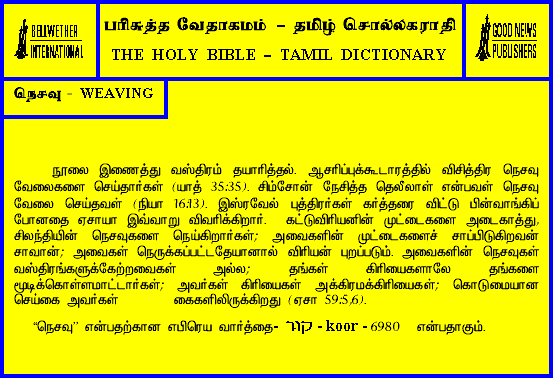 BELLWETHER
INTERNATIONAL
பரிசுத்த வேதாகமம் - தமிழ் சொல்லகராதி
THE HOLY BIBLE - TAMIL DICTIONARY
GOOD NEWS
PUBLISHERS
நெசவு - WEAVING
நூலை இணைத்து வஸ்திரம் தயாரித்தல். ஆசரிப்புக்கூடாரத்தில் விசித்திர நெசவு
வேலைகளை செய்தார்கள் (யாத் 35:35). சிம்சோன் நேசித்த தெலீலாள் என்பவள் நெசவு
வேலை செய்தவள் (நியா 16:13). இஸ்ரவேல் புத்திரர்கள் கர்த்தரை விட்டு பின்வாங்கிப்
போனதை ஏசாயா இவ்வாறு விவரிக்கிறார். கட்டுவிரியனின் முட்டைகளை அடைகாத்து,
சிலந்தியின் நெசவுகளை நெய்கிறார்கள்; அவைகளின் முட்டைகளைச் சாப்பிடுகிறவன்
சாவான்; அவைகள் நெருக்கப்பட்டதேயானால் விரியன் புறப்படும். அவைகளின் நெசவுகள்
வஸ்திரங்களுக்கேற்றவைகள் அல்ல; தங்கள் கிரியைகளாலே தங்களை
மூடிக்கொள்ளமாட்டார்கள்; அவர்கள் கிரியைகள் அக்கிரமக்கிரியைகள்; கொடுமையான
செய்கை அவர்கள் கைகளிலிருக்கிறது (ஏசா 59:5,6).
“நெசவு” என்பதற்கான எபிரெய வார்த்தை- קור - koor - 6980 என்பதாகும்.